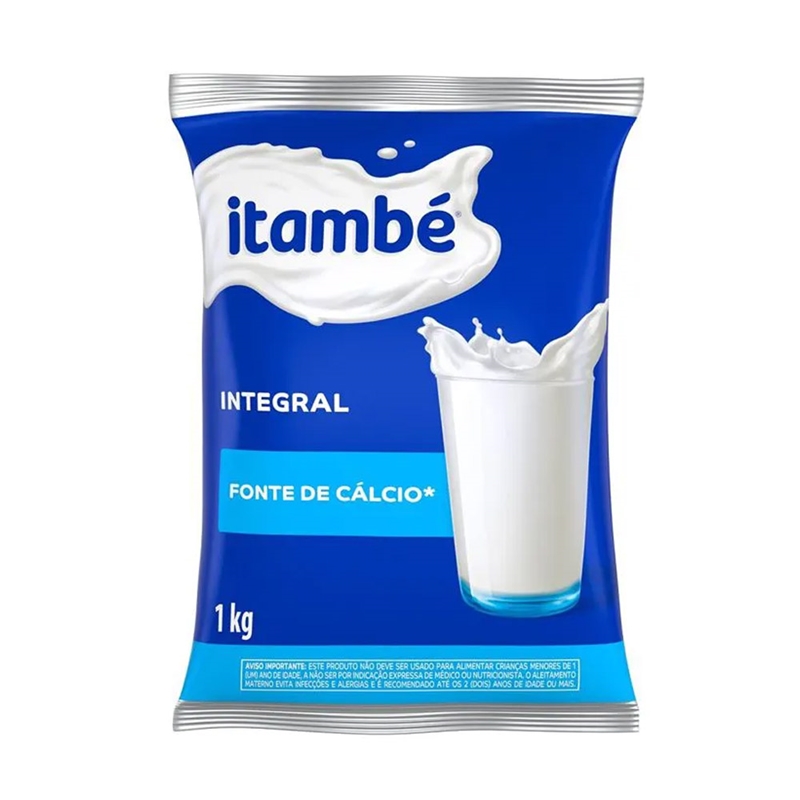 itambé
INTEGRAL
FONTE DE CÁLCIO*
1 kg
AVISO IMPORTANTE: ESTE PRODUTO NÃO DEVE SER USADO PARA ALIMENTAR CRIANÇAS MENORES DE 1
(UM) ANO DE IDADE, A NÃO SER POR INDICAÇÃO EXPRESSA DE MÉDICO OU NUTRICIONISTA. O ALEITAMENTO
MATERNO EVITA INFECÇÕES E ALERGIAS E É RECOMENDADO ATÉ OS 2 (DOIS) ANOS DE IDADE OU MAIS.